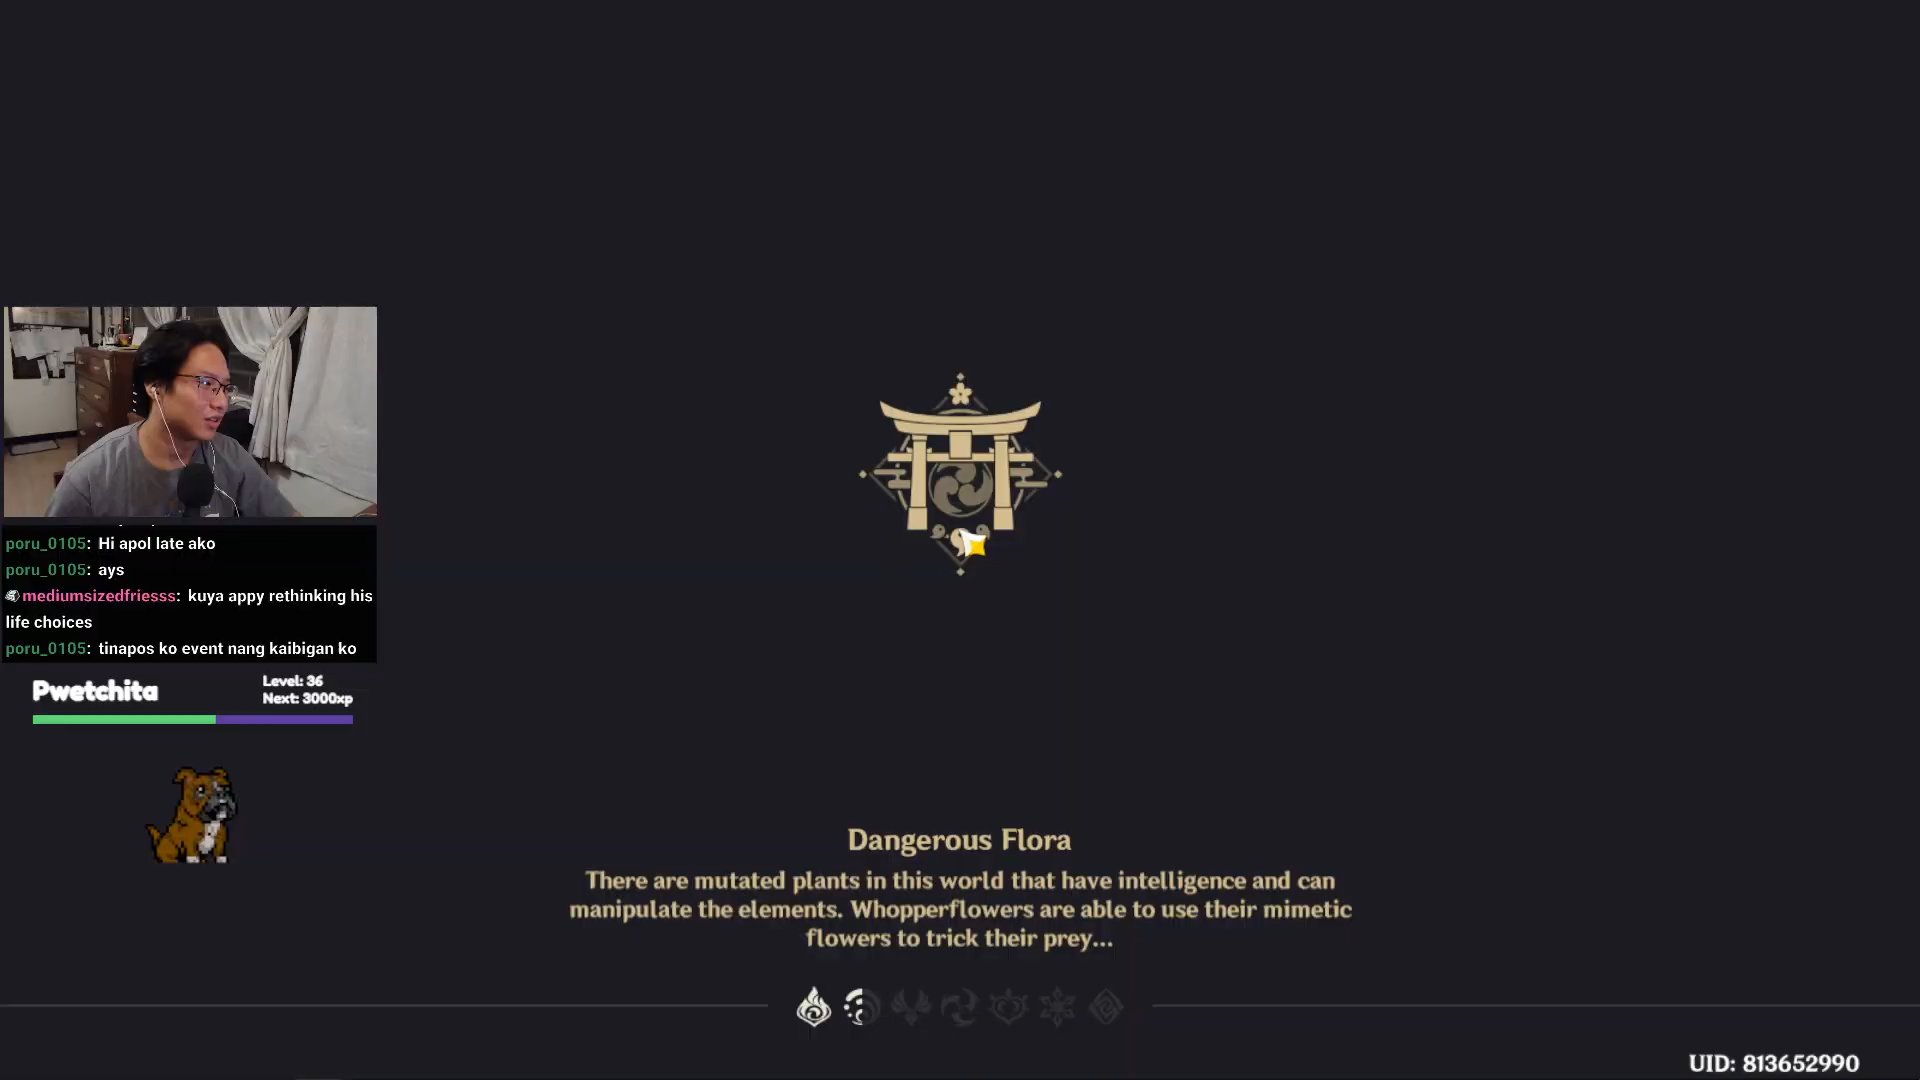 poru_0105: Hi apol late ako
poru_0105: ays
mediumsizedfriesss: kuya appy rethinking his
life choices
poru_0105: tinapos ko event nang kaibigan ko
Pwetchita
Level: 36
Next: 3000xp
Dangerous Flora
There are mutated plants in this world that have intelligence and can
manipulate the elements. Whopperflowers are able to use their mimetic
flowers to trick their prey...
UID: 813652990